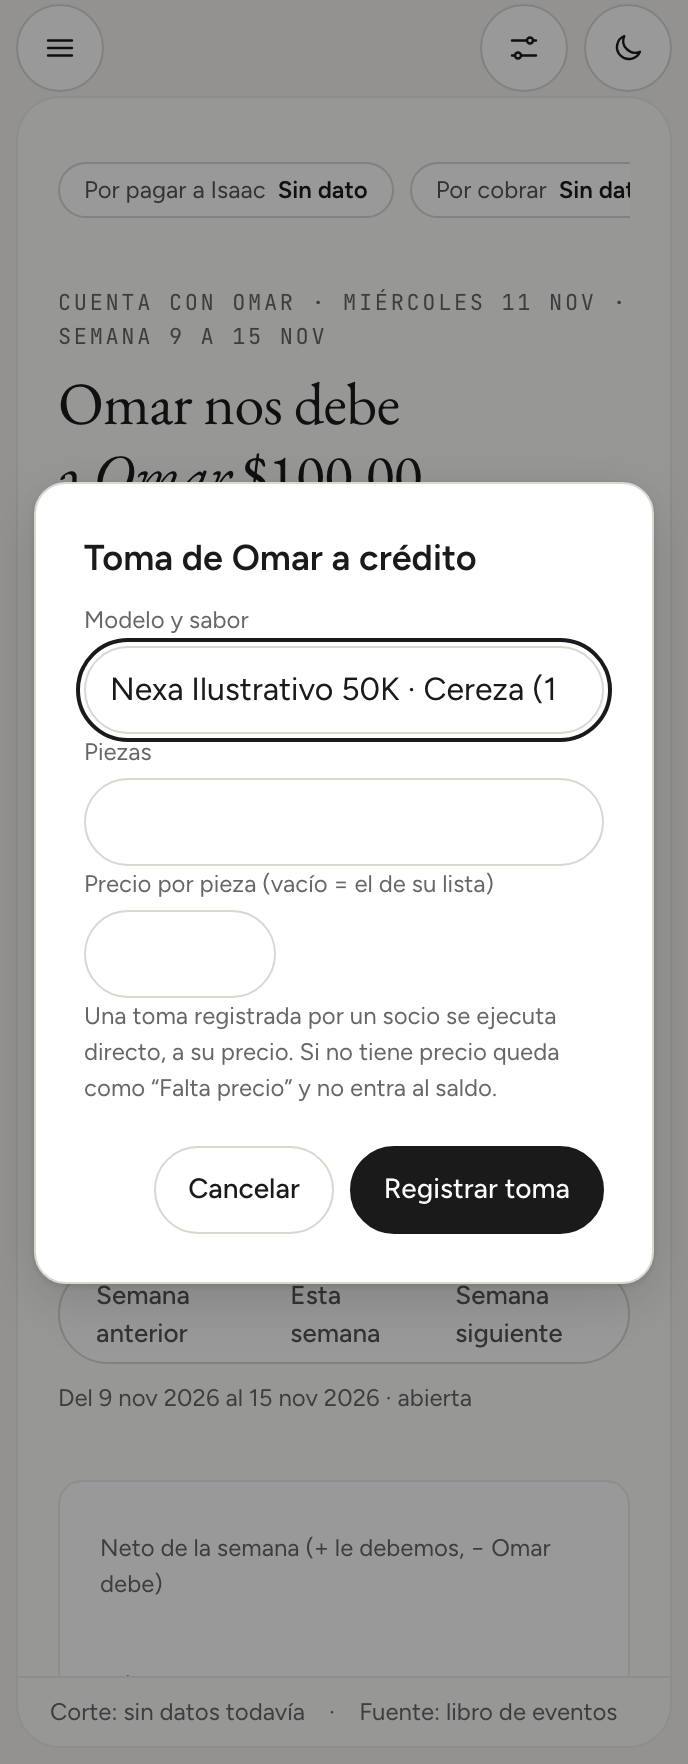 Por pagar a Isaac Sin dato
Por cobrar Sin dat
CUENTA CON OMAR · MIÉRCOLES 11 NOV ·
SEMANA 9 A 15 NOV
Omar nos debe
a Omar $100.00
Toma de Omar a crédito
Modelo y sabor
Nexa Ilustrativo 50K · Cereza (1
Piezas
Precio por pieza (vacío = el de su lista)
Una toma registrada por un socio se ejecuta
directo, a su precio. Si no tiene precio queda
como “Falta precio” y no entra al saldo.
Cancelar
Registrar toma
Semana
anterior
Esta
semana
Semana
siguiente
Del 9 nov 2026 al 15 nov 2026 · abierta
Neto de la semana (+ le debemos, − Omar
debe)
Corte: sin datos todavía · Fuente: libro de eventos